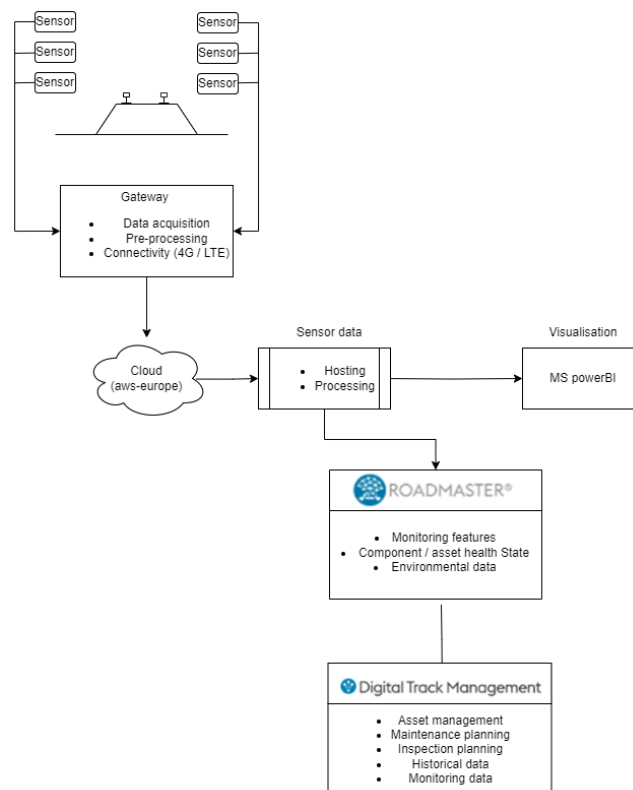 Sensor
Sensor
Sensor
Sensor
Sensor
Sensor
Gateway
• Data acquisition
• Pre-processing
• Connectivity (4G / LTE)
Cloud
(aws-europe)
Sensor data
• Hosting
• Processing
Visualisation
MS powerBI
ROADMASTER®
• Monitoring features
• Component / asset health State
• Environmental data
Digital Track Management
• Asset management
• Maintenance planning
• Inspection planning
• Historical data
• Monitoring data